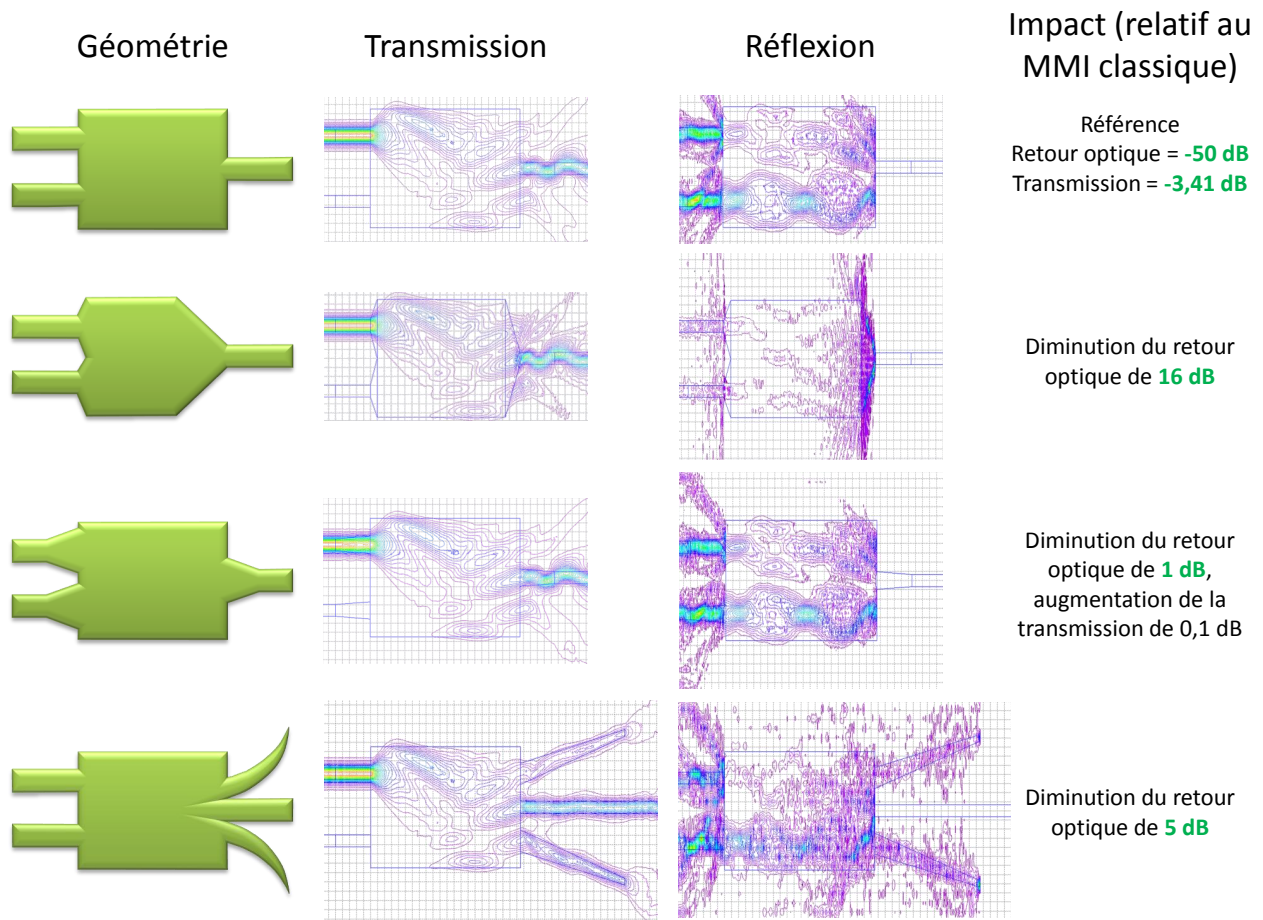 Géométrie
Transmission
Réflexion
Impact (relatif au
MMI classique)
Référence
Retour optique = -50 dB
Transmission = -3,41 dB
Diminution du retour
optique de 16 dB
Diminution du retour
optique de 1 dB,
augmentation de la
transmission de 0,1 dB
Diminution du retour
optique de 5 dB